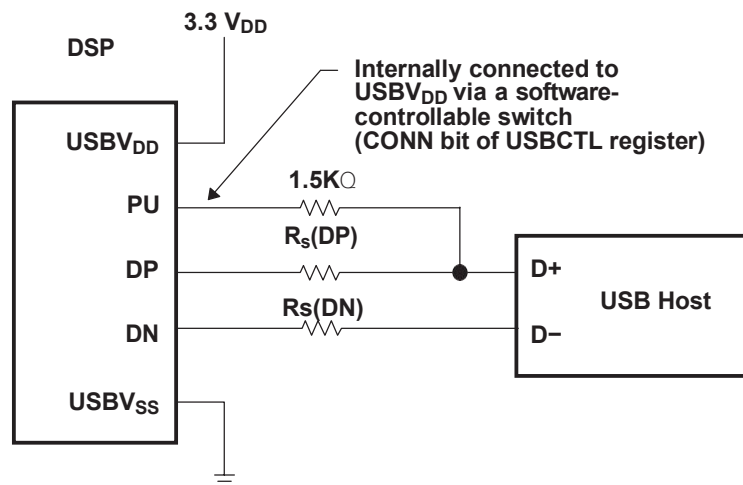 3.3 V_DD
DSP
Internally connected to
USBV_DD via a software-
controllable switch
(CONN bit of USBCTL register)
USBV_DD
1.5KΩ
PU
R_s(DP)
DP
D+
USB Host
Rs(DN)
DN
D−
USBV_SS